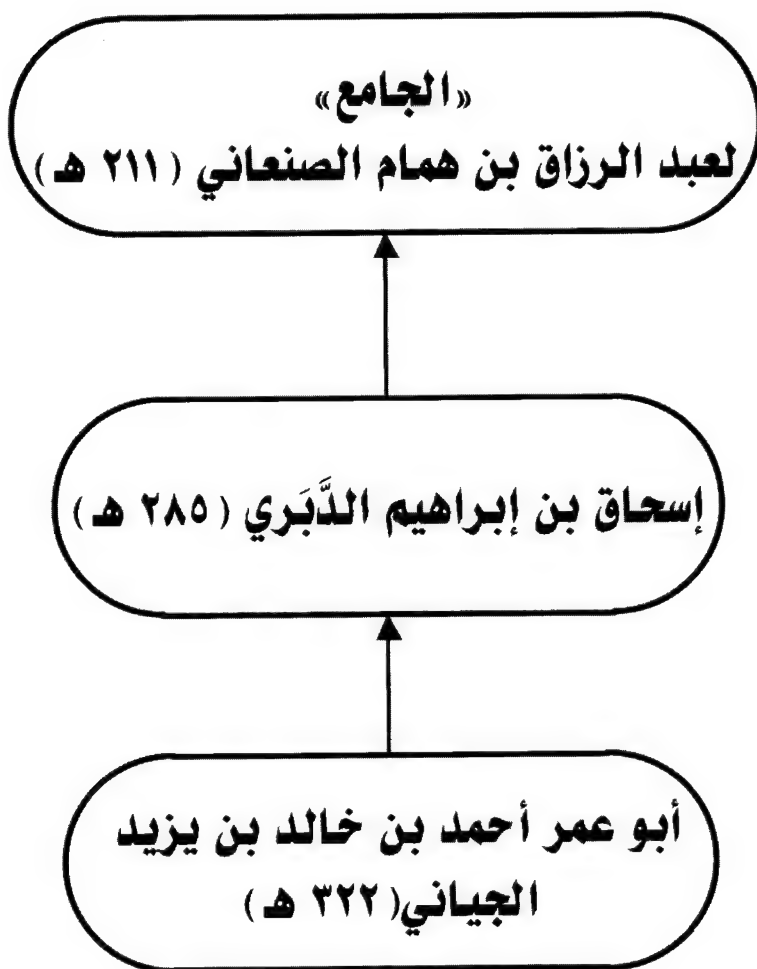 «الجامع»
لعبد الرزاق بن همام الصنعاني (٢١١ هـ)
إسحاق بن إبراهيم الدَّبَري (٢٨٥ هـ)
أبو عمر أحمد بن خالد بن يزيد
الجياني(٣٢٢ هـ)